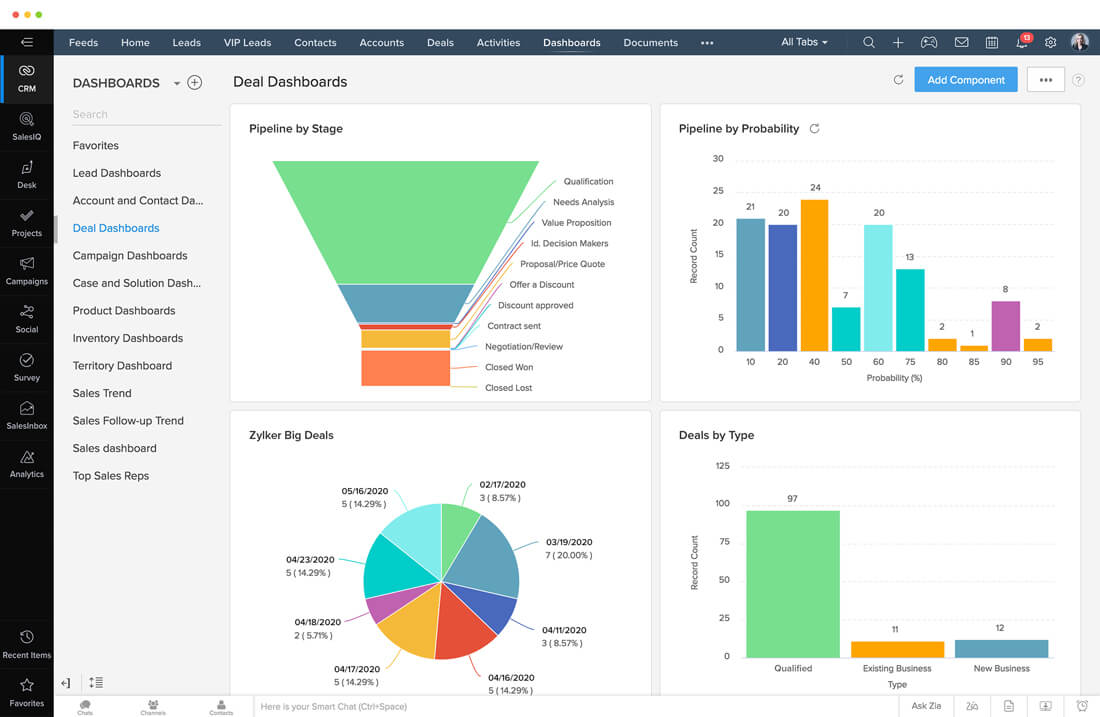 Feeds Home Leads VIP Leads Contacts Accounts Deals Activities Dashboards Documents ••• All Tabs 13
CRM
SalesIQ
Desk
Projects
Campaigns
Social
Survey
SalesInbox
Analytics
Recent Items
Favorites
DASHBOARDS
Search
Favorites
Lead Dashboards
Account and Contact Da...
Deal Dashboards
Campaign Dashboards
Case and Solution Dash...
Product Dashboards
Inventory Dashboards
Territory Dashboard
Sales Trend
Sales Follow-up Trend
Sales dashboard
Top Sales Reps
Deal Dashboards
Add Component ••• ?
Pipeline by Stage
Qualification
Needs Analysis
Value Proposition
Id. Decision Makers
Proposal/Price Quote
Offer a Discount
Discount approved
Contract sent
Negotiation/Review
Closed Won
Closed Lost
Pipeline by Probability
Record Count
30
25
20
15
10
5
0
21 20 24 7 20 13 2 1 8 2
10 20 40 50 60 75 80 85 90 95
Probability (%)
Zylker Big Deals
02/17/2020
3 ( 8.57% )
03/19/2020
7 ( 20.00% )
04/11/2020
3 ( 8.57% )
04/16/2020
5 ( 14.29% )
04/17/2020
5 ( 14.29% )
04/18/2020
2 ( 5.71% )
04/23/2020
5 ( 14.29% )
05/16/2020
5 ( 14.29% )
Deals by Type
Record Count
125
100
75
50
25
0
97 11 12
Qualified Existing Business New Business
Type
Chats Channels Contacts Here is your Smart Chat (Ctrl+Space) Ask Zia